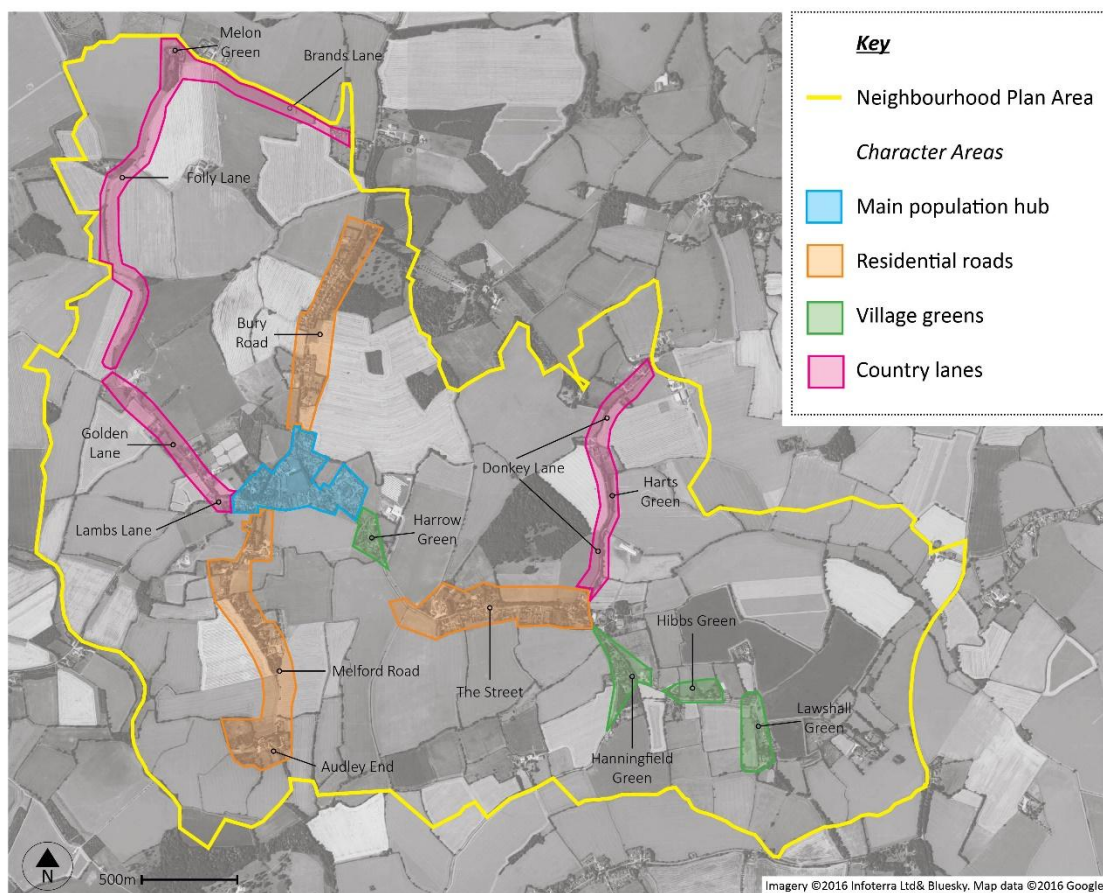 Melon
Green
Brands Lane
Folly Lane
Bury
Road
Golden
Lane
Lambs Lane
Harrow
Green
Donkey Lane
Harts
Green
Melford Road
The Street
Hibbs Green
Lawshall
Green
Hanningfield
Green
Audley End
Key
Neighbourhood Plan Area
Character Areas
Main population hub
Residential roads
Village greens
Country lanes
N
500m
Imagery ©2016 Infoterra Ltd& Bluesky. Map data ©2016 Google